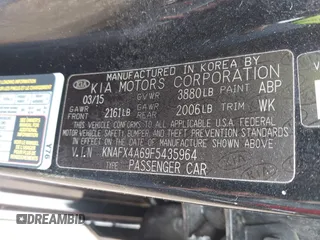 MANUFACTURED IN KOREA BY
KIA KIA MOTORS CORPORATION
03/15 GVWR 3880LB PAINT ABP
GAWR FRONT 2161LB GAWR REAR 2006LB TRIM WK
THIS VEHICLE CONFORMS TO ALL APPLICABLE U.S.A FEDERAL
MOTOR VEHICLE SAFETY, BUMPER, AND THEFT PREVENTION
STANDARDS IN EFFECT ON THE DATE OF MANUFACTURE SHOWN ABOVE.
V.I.N KNAFX4A69F5435964
TYPE: PASSENGER CAR
DREAMBID